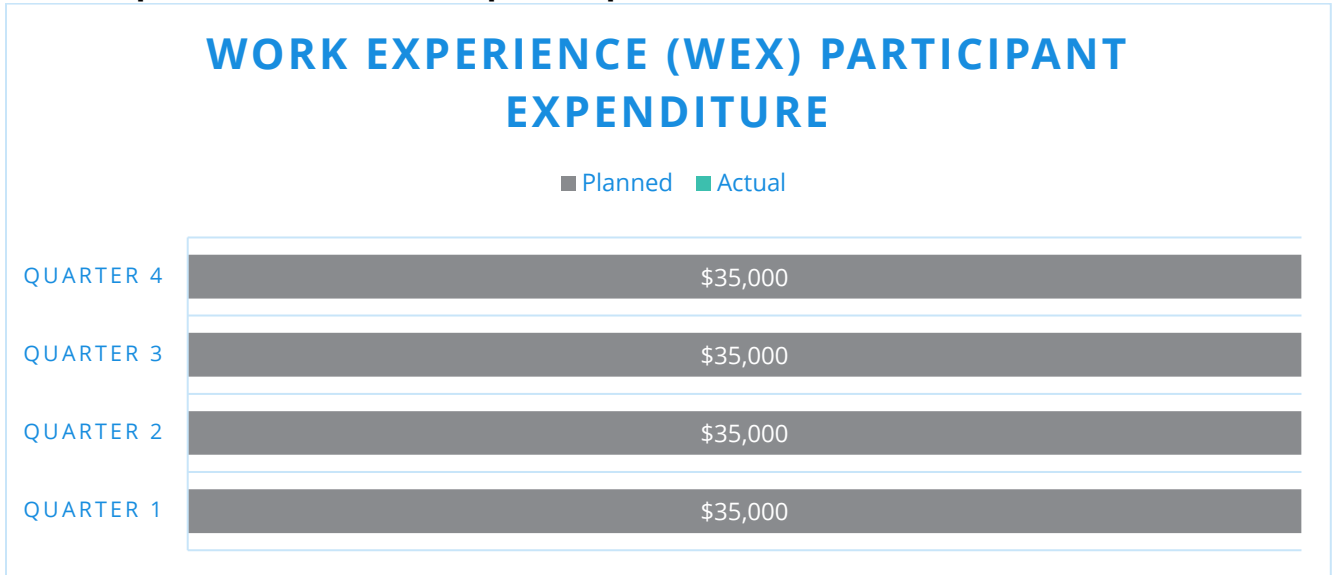 WORK EXPERIENCE (WEX) PARTICIPANT
EXPENDITURE
Planned Actual
QUARTER 4 $35,000
QUARTER 3 $35,000
QUARTER 2 $35,000
QUARTER 1 $35,000